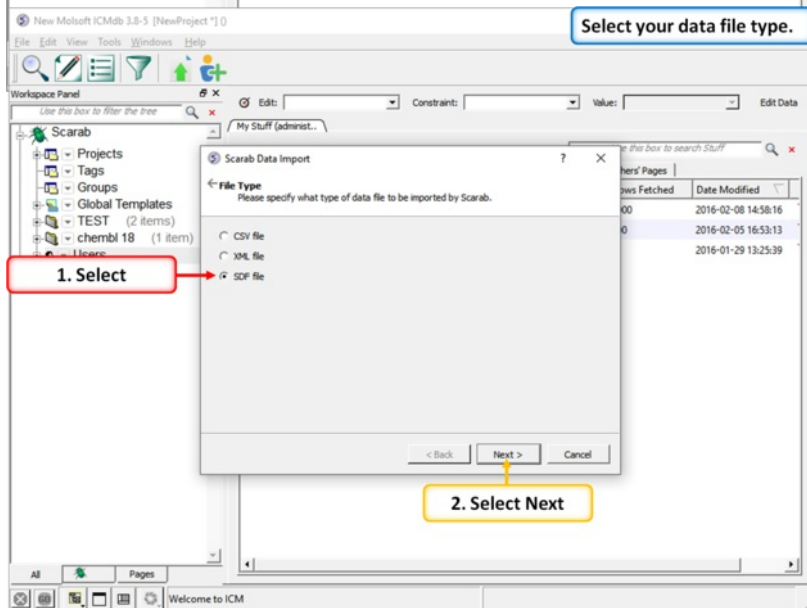 New Molsoft ICMdb 3.8-5 [NewProject *] ()
Select your data file type.
File Edit View Tools Windows Help
Workspace Panel
Use this box to filter the tree
Edit:
Constraint:
Value:
Edit Data
My Stuff (administ..
Scarab
Projects
Tags
Groups
Global Templates
TEST (2 items)
chembl 18 (1 item)
Users
Scarab Data Import
? ×
File Type
Please specify what type of data file to be imported by Scarab.
CSV file
XML file
SDF file
1. Select
< Back
Next >
Cancel
2. Select Next
this box to search Stuff
hers' Pages
ows Fetched
Date Modified
00
2016-02-08 14:58:16
0
2016-02-05 16:53:13
2016-01-29 13:25:39
All
Pages
Welcome to ICM